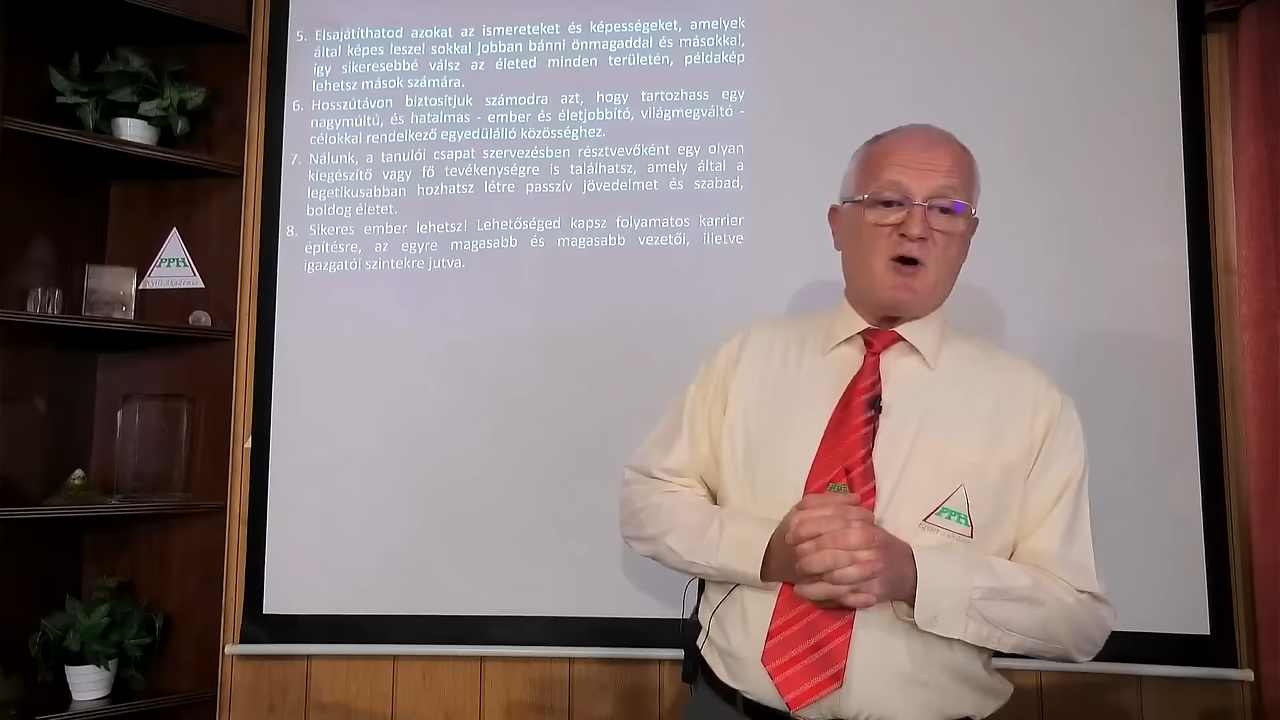 5. Elsajátíthatod azokat az ismereteket és képességeket, amelyek
által képes leszel sokkal jobban bánni önmagaddal és másokkal,
így sikeresebbé válsz az életed minden területén, példakép
lehetsz mások számára.
6. Hosszútávon biztosítjuk számodra azt, hogy tartozhass egy
nagymúltú, és hatalmas - ember és életjobbító, világmegváltó -
célokkal rendelkező egyedülálló közösséghez.
7. Nálunk, a tanulói csapat szervezésben résztvevőként egy olyan
kiegészítő vagy fő tevékenységre is találhatsz, amely által a
legetikusabban hozhatsz létre passzív jövedelmet és szabad,
boldog életet.
8. Sikeres ember lehetsz! Lehetőséged kapsz folyamatos karrier
építésre, az egyre magasabb és magasabb vezetői, illetve
igazgatói szintekre jutva.
PPH
Nyílt Akadémia
PPH
PPH